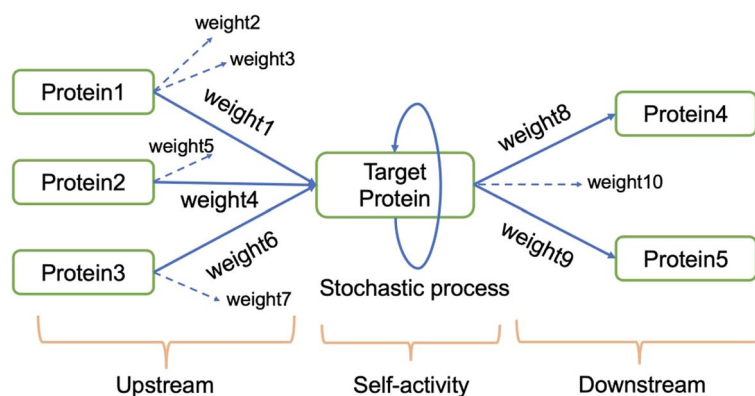 weight2
weight3
Protein1
weight1
weight8
Protein4
weight5
Target
Protein
Protein2
weight4
weight10
weight6
weight9
Protein3
Protein5
weight7
Stochastic process
Upstream
Self-activity
Downstream